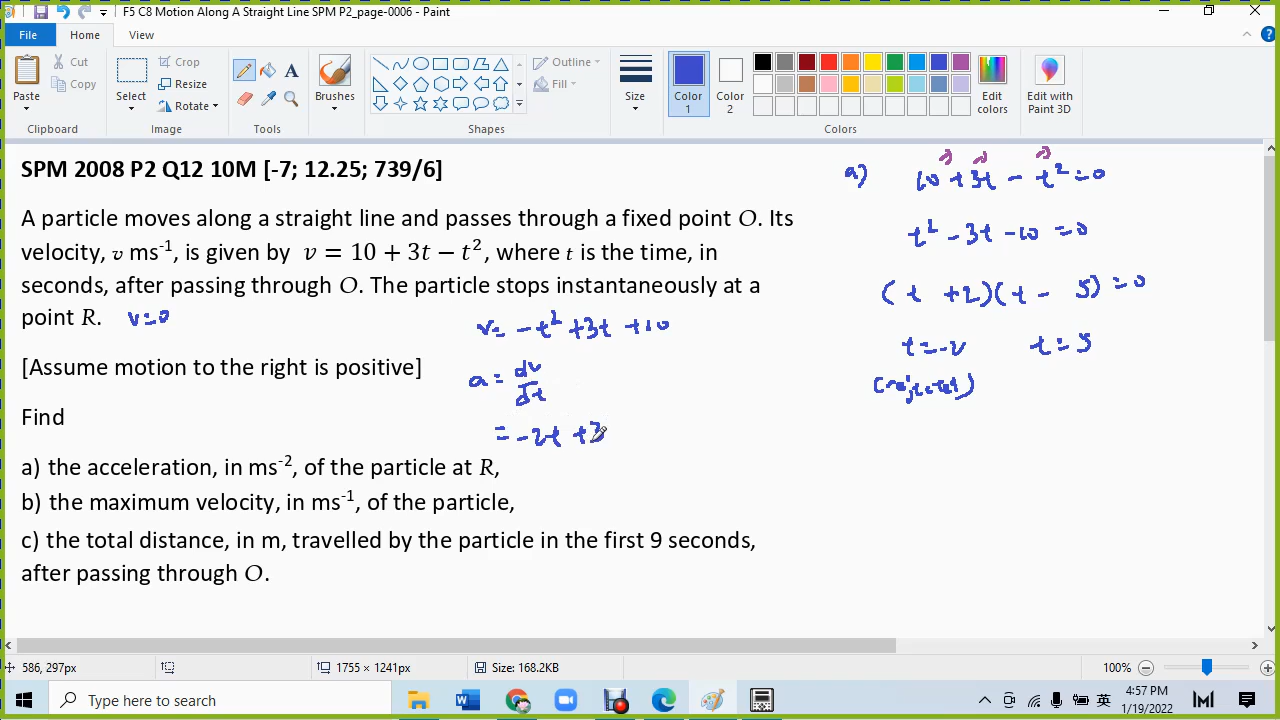 F5 C8 Motion Along A Straight Line SPM P2_page-0006 - Paint
File Home View
Paste Cut Copy Clipboard
Select Crop Resize Rotate Image
Tools
Brushes
Shapes Outline Fill
Size
Color 1 Color 2 Edit colors Edit with Paint 3D Colors
SPM 2008 P2 Q12 10M [-7; 12.25; 739/6]
A particle moves along a straight line and passes through a fixed point O. Its
velocity, v ms⁻¹, is given by v = 10 + 3t − t², where t is the time, in
seconds, after passing through O. The particle stops instantaneously at a
point R. v=0
[Assume motion to the right is positive]
Find
a) the acceleration, in ms⁻², of the particle at R,
b) the maximum velocity, in ms⁻¹, of the particle,
c) the total distance, in m, travelled by the particle in the first 9 seconds,
after passing through O.
v= -t² +3t +10
a = dv/dt
= -2t +3
a) 10 +3t - t² =0
t² -3t -10 =0
(t +2)(t - 5) =0
t=-2 t=5
(rejected)
586, 297px 1755 × 1241px Size: 168.2KB 100%
Type here to search
英 4:57 PM
1/19/2022